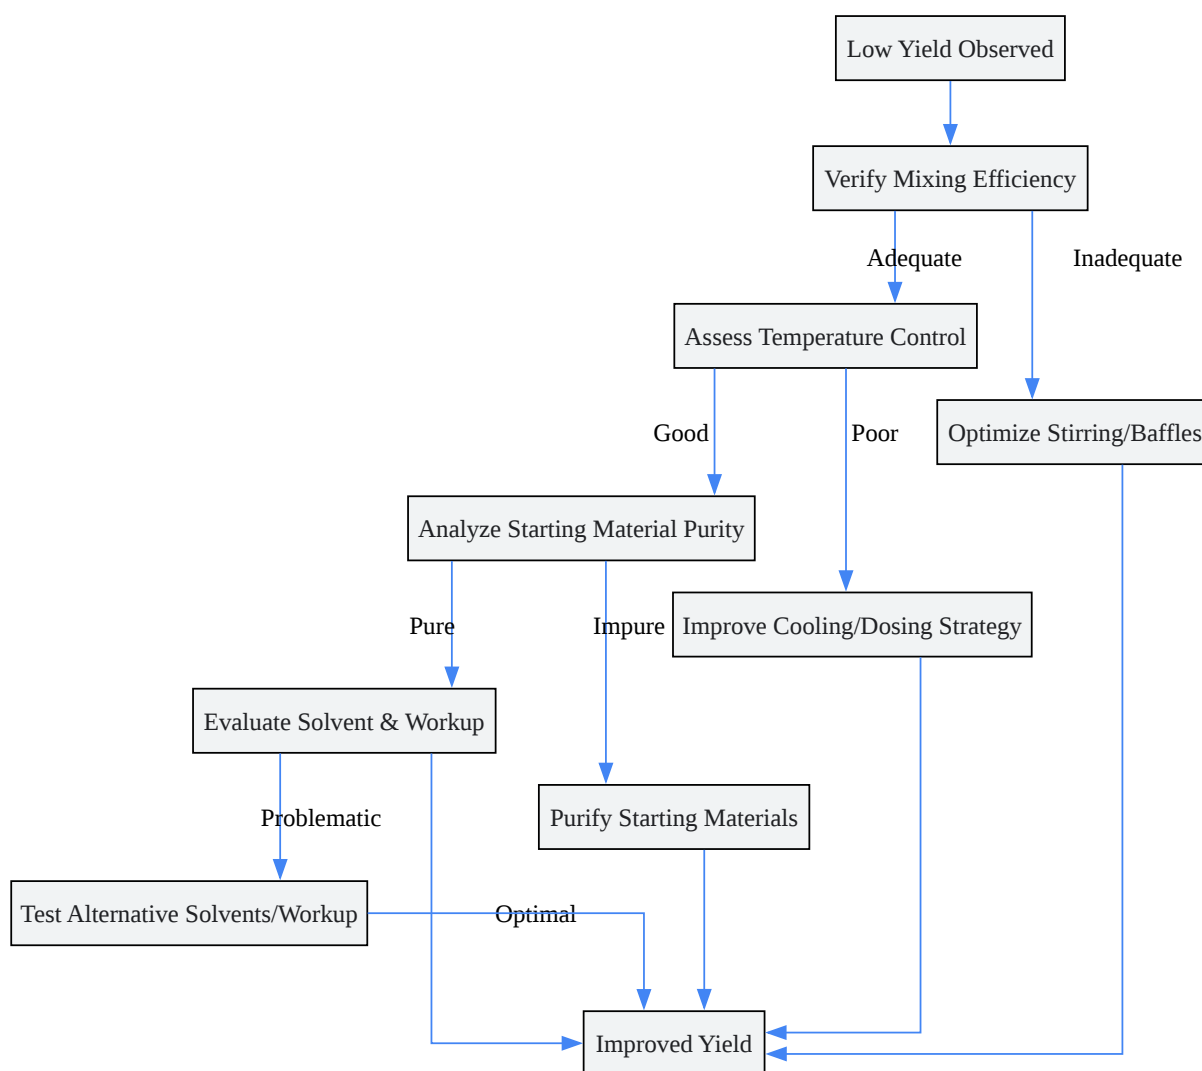 Low Yield Observed
Verify Mixing Efficiency
Adequate
Inadequate
Assess Temperature Control
Good
Poor
Optimize Stirring/Baffles
Analyze Starting Material Purity
Pure
Impure
Improve Cooling/Dosing Strategy
Evaluate Solvent & Workup
Problematic
Purify Starting Materials
Test Alternative Solvents/Workup
Optimal
Improved Yield